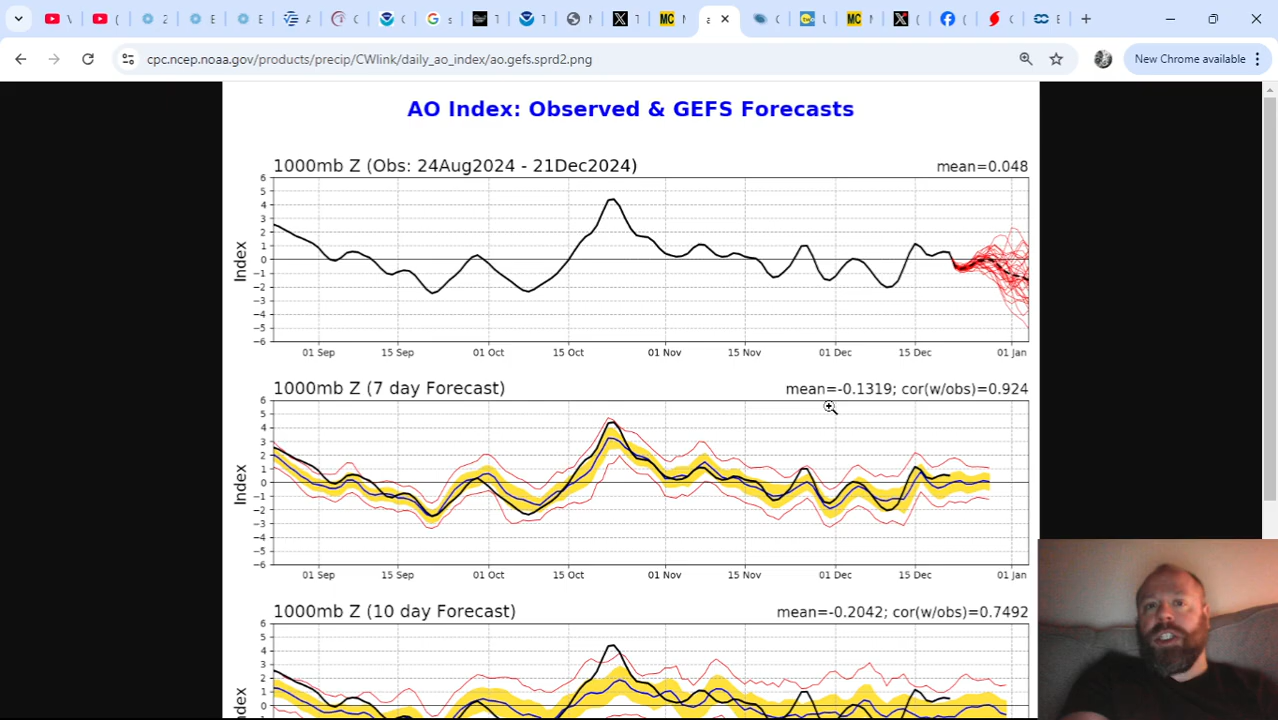 New Chrome available
cpc.ncep.noaa.gov/products/precip/CWlink/daily_ao_index/ao.gefs.sprd2.png
AO Index: Observed & GEFS Forecasts
1000mb Z (Obs: 24Aug2024 - 21Dec2024)
mean=0.048
6
5
4
3
2
1
0
−1
−2
−3
−4
−5
−6
Index
01 Sep 15 Sep 01 Oct 15 Oct 01 Nov 15 Nov 01 Dec 15 Dec 01 Jan
1000mb Z (7 day Forecast)
mean=-0.1319; cor(w/obs)=0.924
6
5
4
3
2
1
0
−1
−2
−3
−4
−5
−6
Index
01 Sep 15 Sep 01 Oct 15 Oct 01 Nov 15 Nov 01 Dec 15 Dec 01 Jan
1000mb Z (10 day Forecast)
mean=-0.2042; cor(w/obs)=0.7492
6
5
4
3
2
1
0
Index